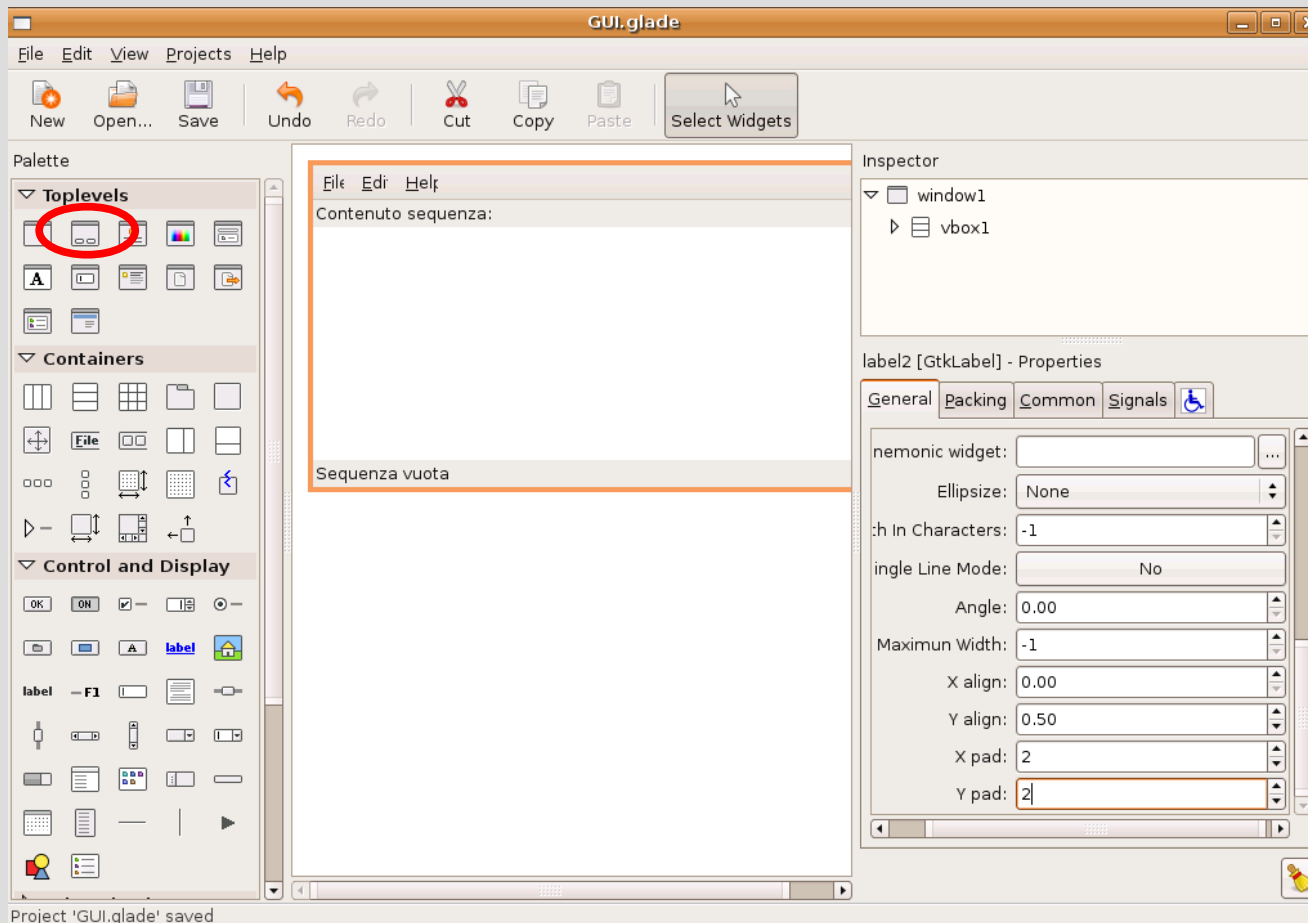 GUI.glade
File Edit View Projects Help
New Open... Save Undo Redo Cut Copy Paste Select Widgets
Palette
Toplevels
A
Containers
File
Control and Display
OK ON A label
label F1
File Edi Help
Contenuto sequenza:
Sequenza vuota
Inspector
window1
vbox1
label2 [GtkLabel] - Properties
General Packing Common Signals
nemonic widget: ...
Ellipsize: None
th In Characters: -1
ingle Line Mode: No
Angle: 0.00
Maximun Width: -1
X align: 0.00
Y align: 0.50
X pad: 2
Y pad: 2
Project 'GUI.glade' saved